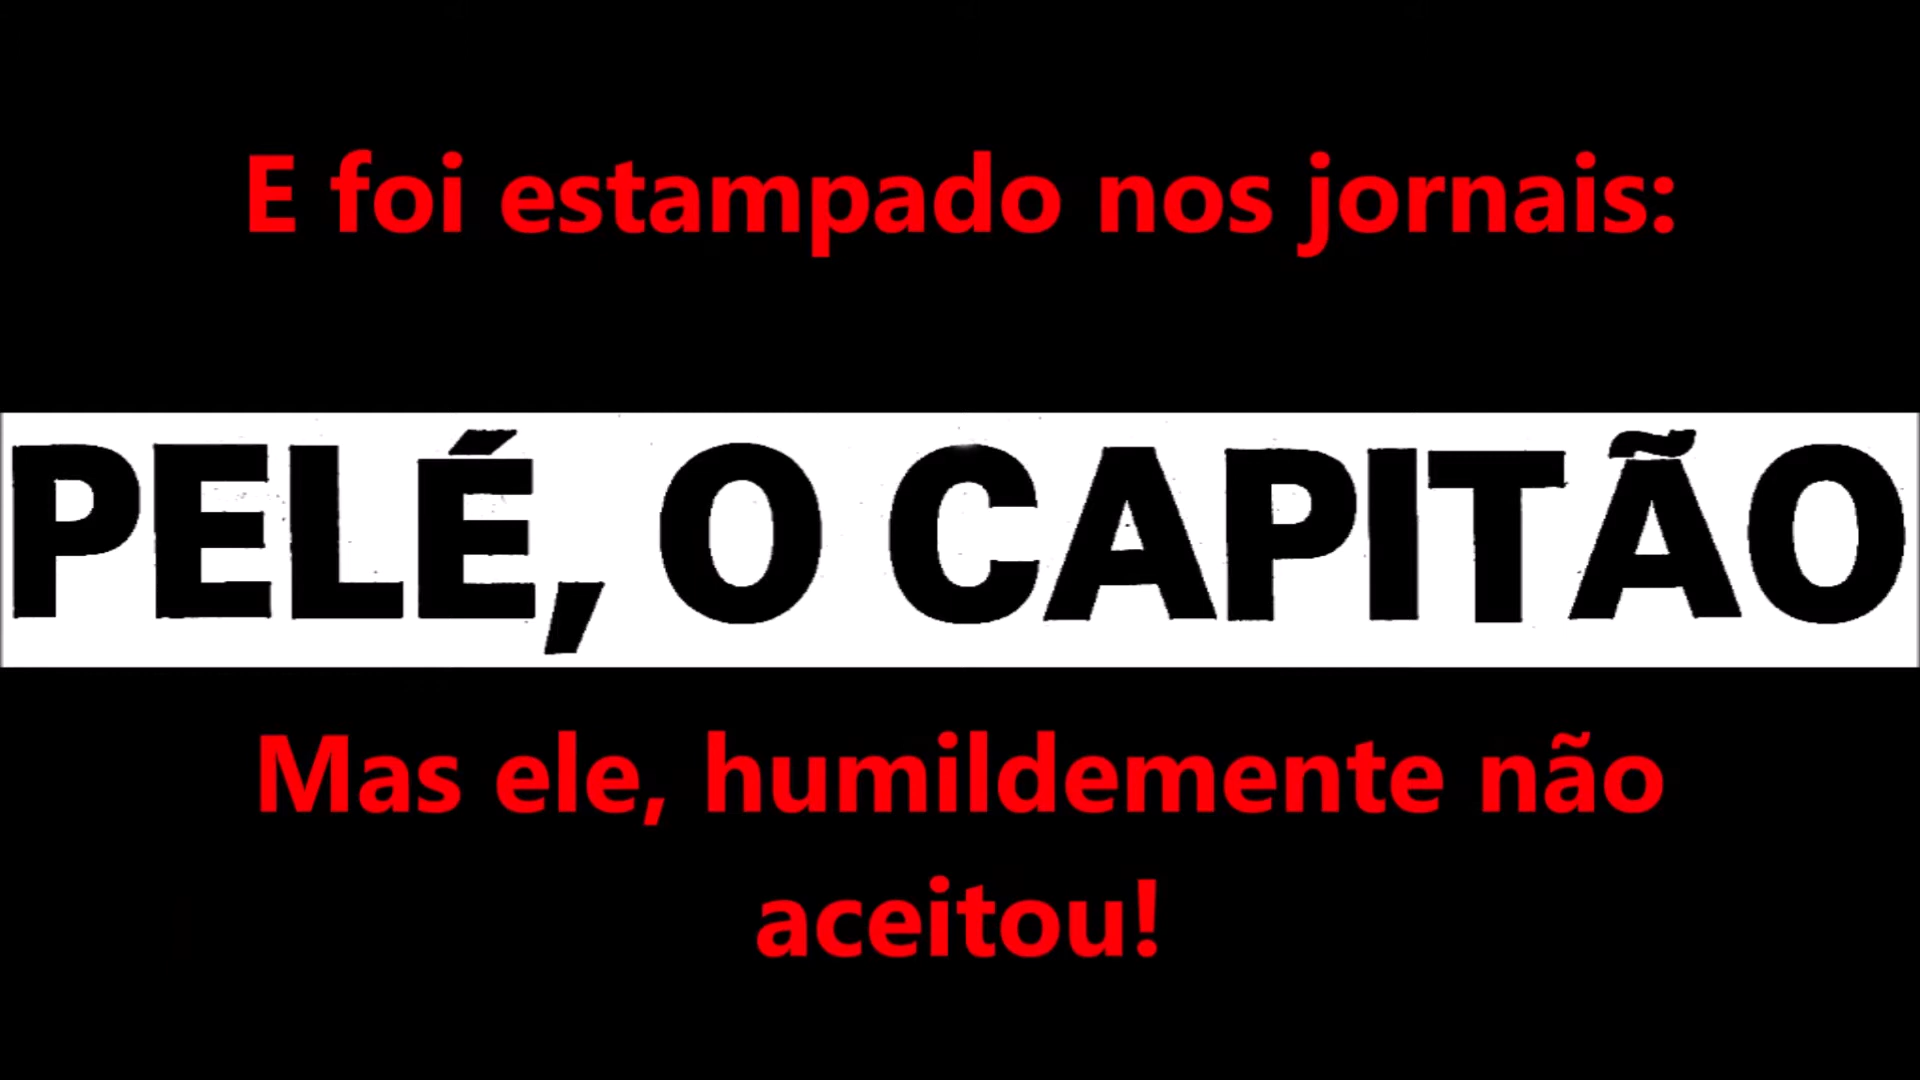 E foi estampado nos jornais:
PELÉ, O CAPITÃO
Mas ele, humildemente não
aceitou!